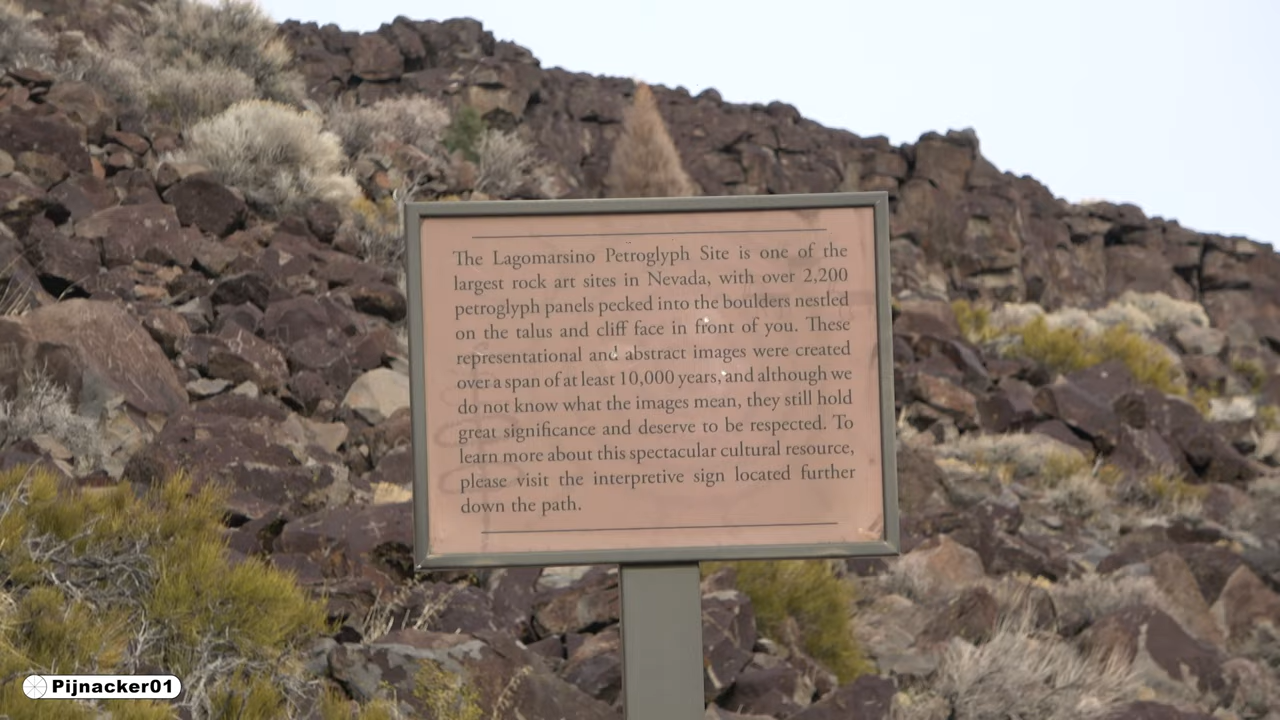 The Lagomarsino Petroglyph Site is one of the
largest rock art sites in Nevada, with over 2,200
petroglyph panels pecked into the boulders nestled
on the talus and cliff face in front of you. These
representational and abstract images were created
over a span of at least 10,000 years, and although we
do not know what the images mean, they still hold
great significance and deserve to be respected. To
learn more about this spectacular cultural resource,
please visit the interpretive sign located further
down the path.
Pijnacker01